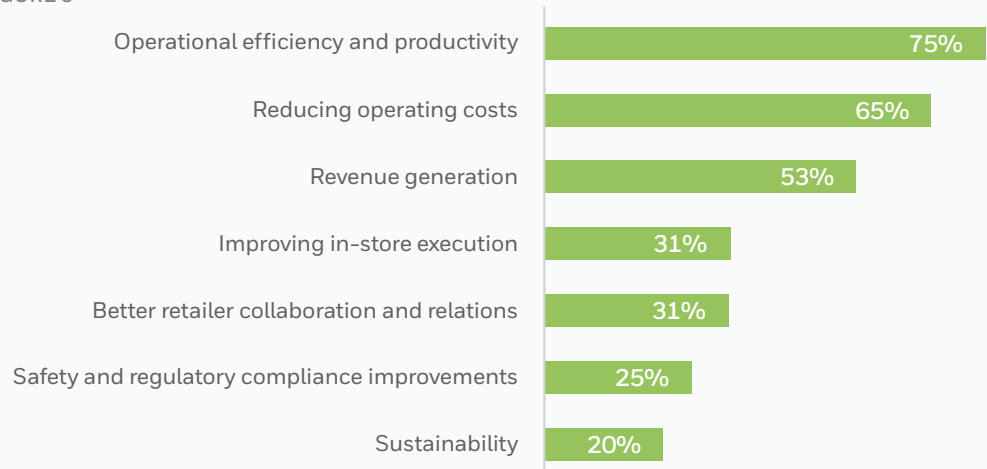 Operational efficiency and productivity 75%
Reducing operating costs 65%
Revenue generation 53%
Improving in-store execution 31%
Better retailer collaboration and relations 31%
Safety and regulatory compliance improvements 25%
Sustainability 20%